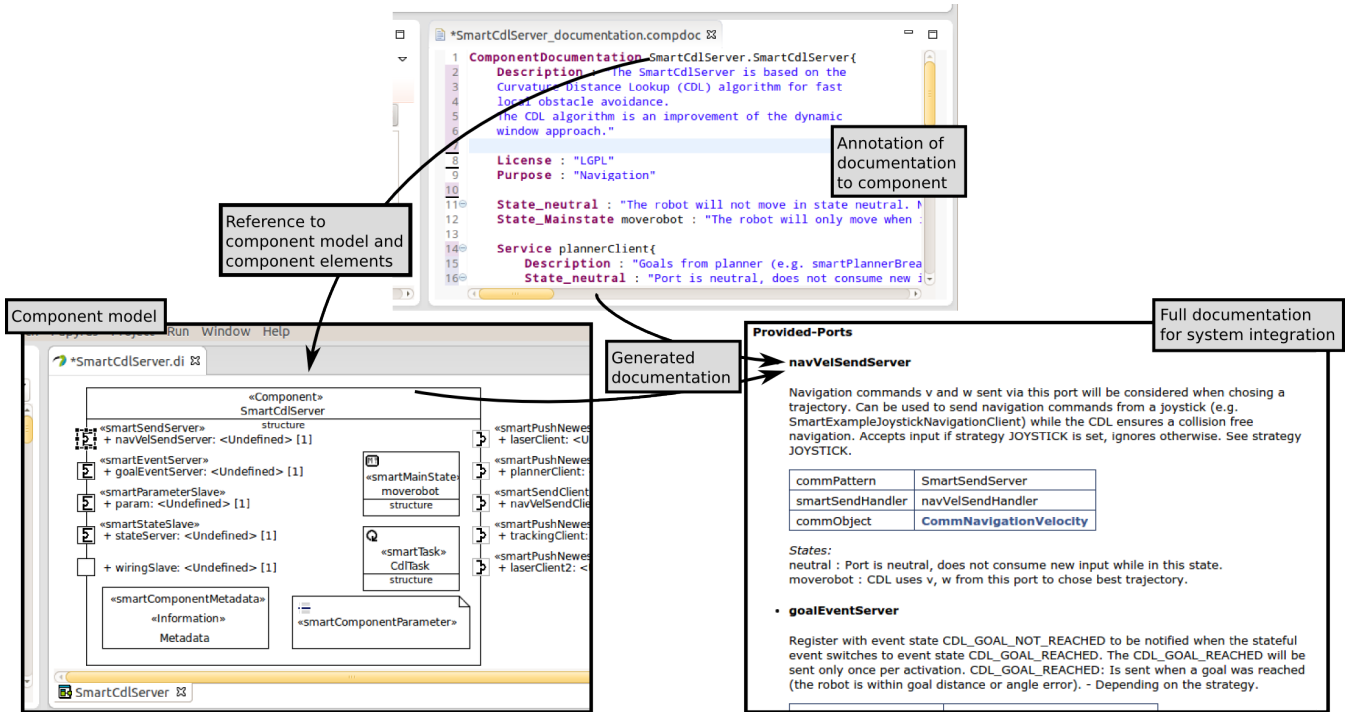 *SmartCdlServer_documentation.compdoc
1 ComponentDocumentation SmartCdlServer.SmartCdlServer{
2 Description : "The SmartCdlServer is based on the
3 Curvature Distance Lookup (CDL) algorithm for fast
4 local obstacle avoidance.
5 The CDL algorithm is an improvement of the dynamic
6 window approach."
7
8 License : "LGPL"
9 Purpose : "Navigation"
10
11 State_neutral : "The robot will not move in state neutral.
12 State_Mainstate moverobot : "The robot will only move when
13
14 Service plannerClient{
15 Description : "Goals from planner (e.g. smartPlannerBrea
16 State_neutral : "Port is neutral, does not consume new
Annotation of
documentation
to component
Reference to
component model and
component elements
Component model
Run Window Help
*SmartCdlServer.di
«Component»
SmartCdlServer
structure
«smartSendServer»
+ navVelSendServer: <Undefined> [1]
«smartEventServer»
+ goalEventServer: <Undefined> [1]
«smartParameterSlave»
+ param: <Undefined> [1]
«smartStateSlave»
+ stateServer: <Undefined> [1]
+ wiringSlave: <Undefined> [1]
«smartMainState»
moverobot
structure
«smartTask»
CdlTask
structure
«smartPushNewes
+ laserClient: <U
«smartPushNewes
+ plannerClient:
«smartSendClient
+ navVelSendClie
«smartPushNewes
+ trackingClient:
«smartPushNewes
+ laserClient2: <
«smartComponentMetadata»
«Information»
Metadata
«smartComponentParameter»
SmartCdlServer
Generated
documentation
Full documentation
for system integration
Provided-Ports
navVelSendServer
Navigation commands v and w sent via this port will be considered when chosing a
trajectory. Can be used to send navigation commands from a joystick (e.g.
SmartExampleJoystickNavigationClient) while the CDL ensures a collision free
navigation. Accepts input if strategy JOYSTICK is set, ignores otherwise. See strategy
JOYSTICK.
commPattern SmartSendServer
smartSendHandler navVelSendHandler
commObject CommNavigationVelocity
States:
neutral : Port is neutral, does not consume new input while in this state.
moverobot : CDL uses v, w from this port to chose best trajectory.
• goalEventServer
Register with event state CDL_GOAL_NOT_REACHED to be notified when the stateful
event switches to event state CDL_GOAL_REACHED. The CDL_GOAL_REACHED will be
sent only once per activation. CDL_GOAL_REACHED: Is sent when a goal was reached
(the robot is within goal distance or angle error). - Depending on the strategy.